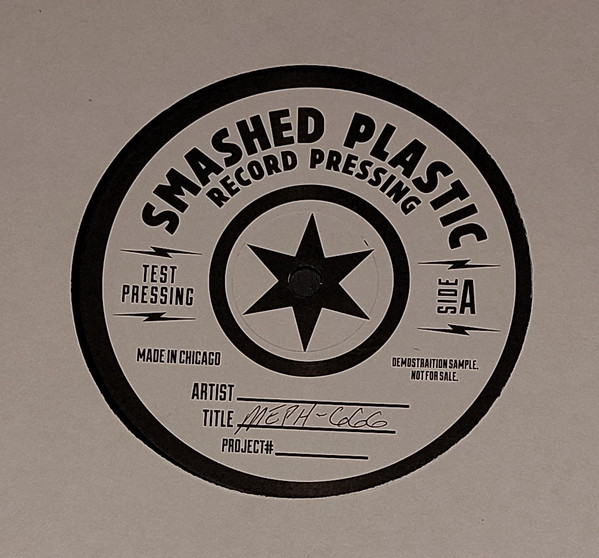 SMASHED PLASTIC
RECORD PRESSING
TEST
PRESSING
SIDE A
MADE IN CHICAGO
DEMOSTRAITION SAMPLE.
NOT FOR SALE.
ARTIST
TITLE MEPH-666
PROJECT#